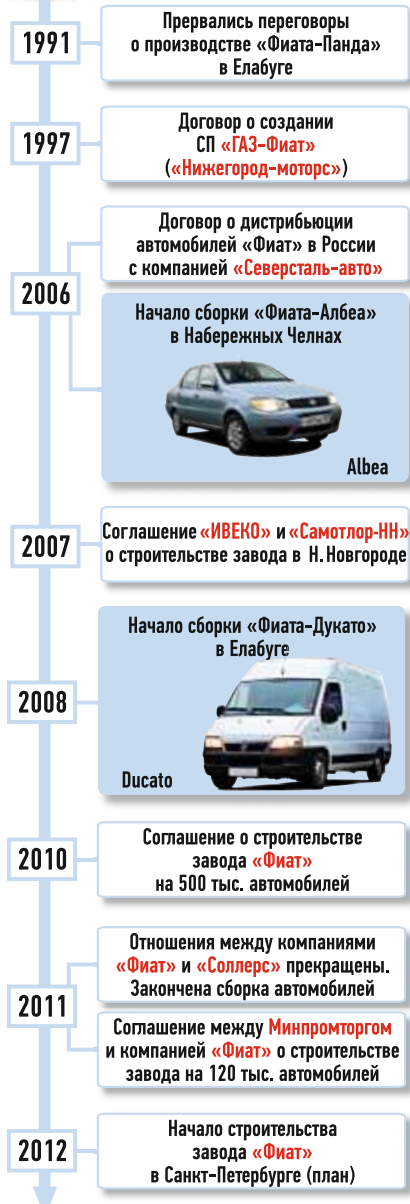 1991
Прервались переговоры
о производстве «Фиата-Панда»
в Елабуге
1997
Договор о создании
СП «ГАЗ-Фиат»
(«Нижегород-моторс»)
2006
Договор о дистрибьюции
автомобилей «Фиат» в России
с компанией «Северсталь-авто»
Начало сборки «Фиата-Албеа»
в Набережных Челнах
Albea
2007
Соглашение «ИВЕКО» и «Самотлор-НН»
о строительстве завода в Н.Новгороде
2008
Начало сборки «Фиата-Дукато»
в Елабуге
Ducato
2010
Соглашение о строительстве
завода «Фиат»
на 500 тыс. автомобилей
2011
Отношения между компаниями
«Фиат» и «Соллерс» прекращены.
Закончена сборка автомобилей
Соглашение между Минпромторгом
и компанией «Фиат» о строительстве
завода на 120 тыс. автомобилей
2012
Начало строительства
завода «Фиат»
в Санкт-Петербурге (план)